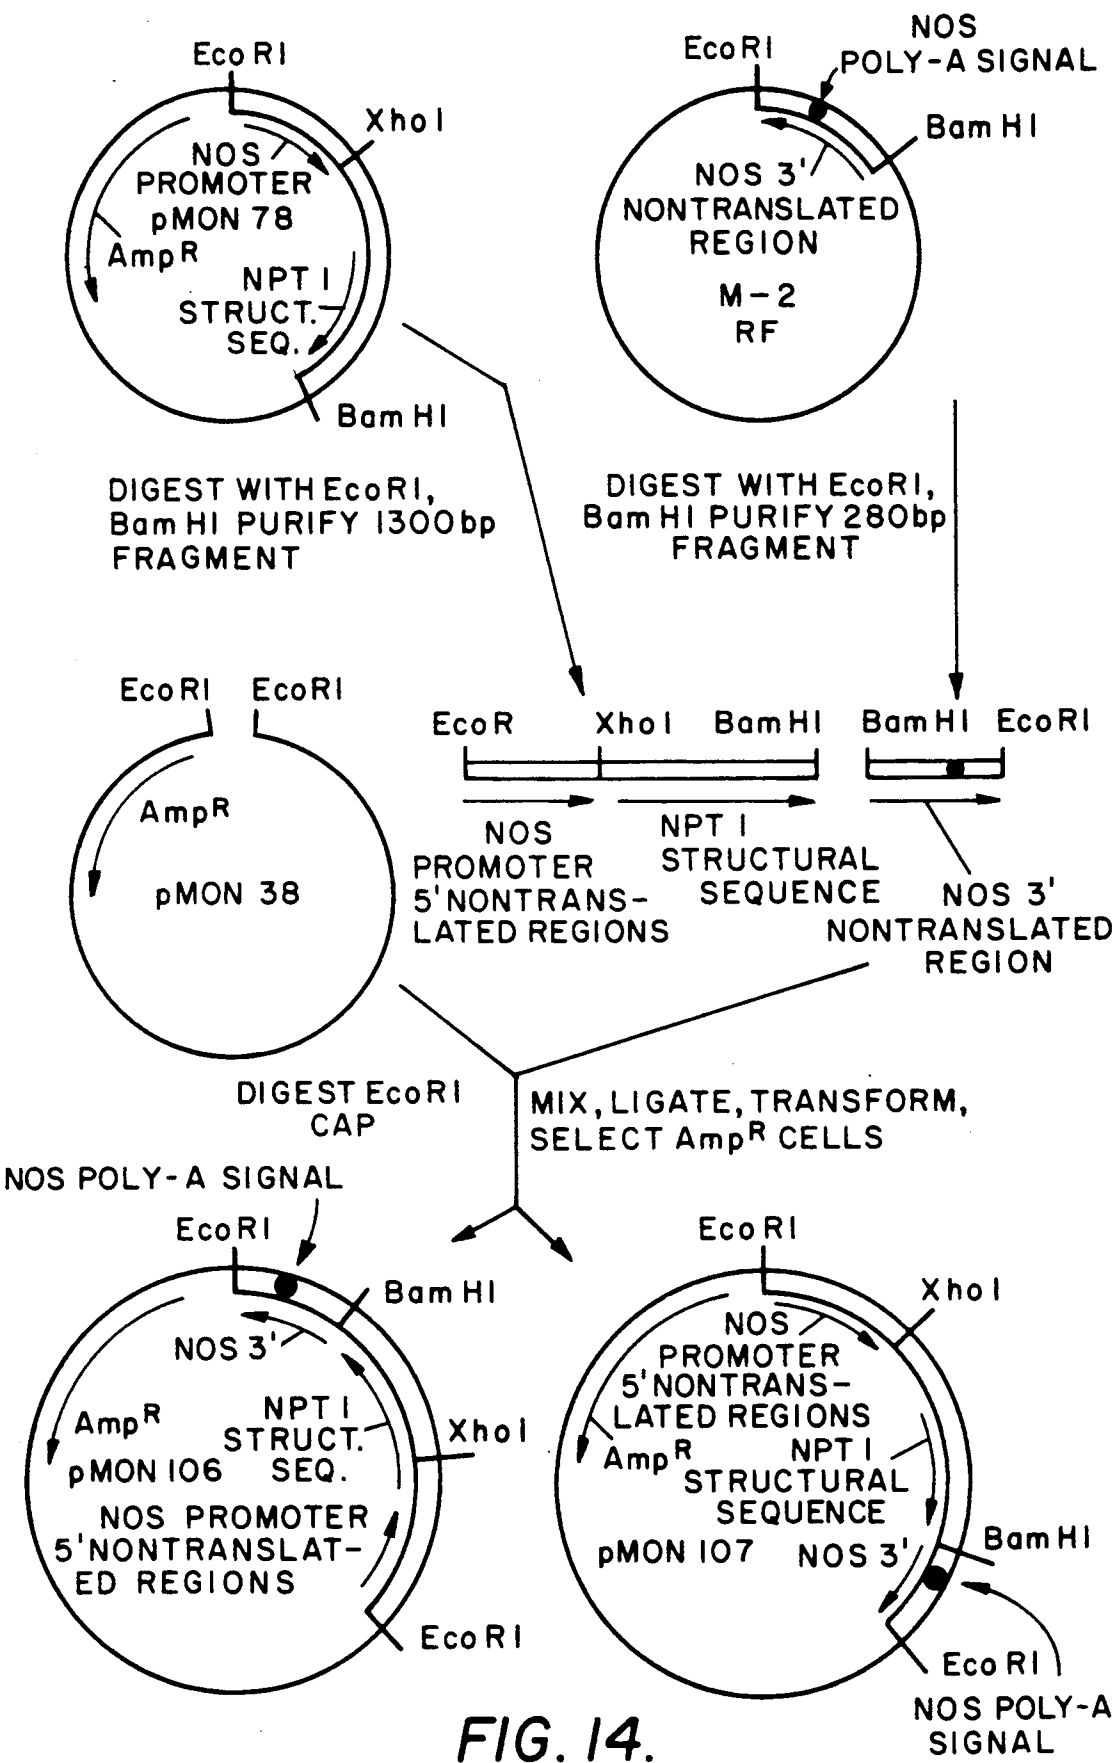 EcoRI
XhoI
NOS
PROMOTER
pMON 78
AmpR
NPT I
STRUCT.
SEQ.
BamHI
NOS
POLY-A SIGNAL
EcoRI
BamHI
NOS 3'
NONTRANSLATED
REGION
M-2
RF
DIGEST WITH EcoRI,
BamHI PURIFY 1300bp
FRAGMENT
DIGEST WITH EcoRI,
BamHI PURIFY 280bp
FRAGMENT
EcoRI EcoRI
AmpR
pMON 38
EcoR XhoI BamHI BamHI EcoRI
NOS
PROMOTER
5'NONTRANS-
LATED REGIONS
NPT I
STRUCTURAL
SEQUENCE
NOS 3'
NONTRANSLATED
REGION
DIGEST EcoRI
CAP
MIX, LIGATE, TRANSFORM,
SELECT AmpR CELLS
NOS POLY-A SIGNAL
EcoRI
BamHI
NOS 3'
AmpR
NPT I
STRUCT.
SEQ.
XhoI
pMON 106
NOS PROMOTER
5'NONTRANSLAT-
ED REGIONS
EcoRI
EcoRI
XhoI
NOS
PROMOTER
5'NONTRANS-
LATED REGIONS
AmpR
NPT I
STRUCTURAL
SEQUENCE
pMON 107
NOS 3'
BamHI
EcoRI
NOS POLY-A
SIGNAL
FIG. 14.